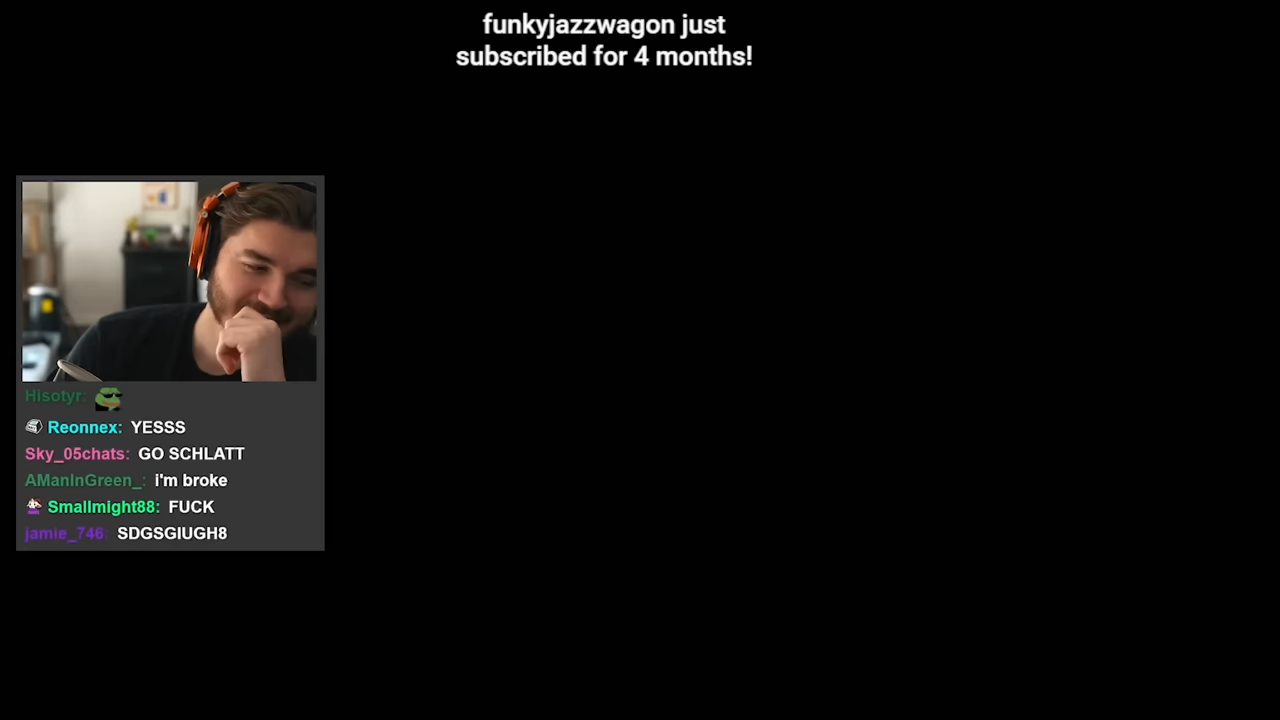 funkyjazzwagon just
subscribed for 4 months!
Hisotyr:
Reonnex: YESSS
Sky_05chats: GO SCHLATT
AManInGreen_: i'm broke
Smallmight88: FUCK
jamie_746: SDGSGIUGH8